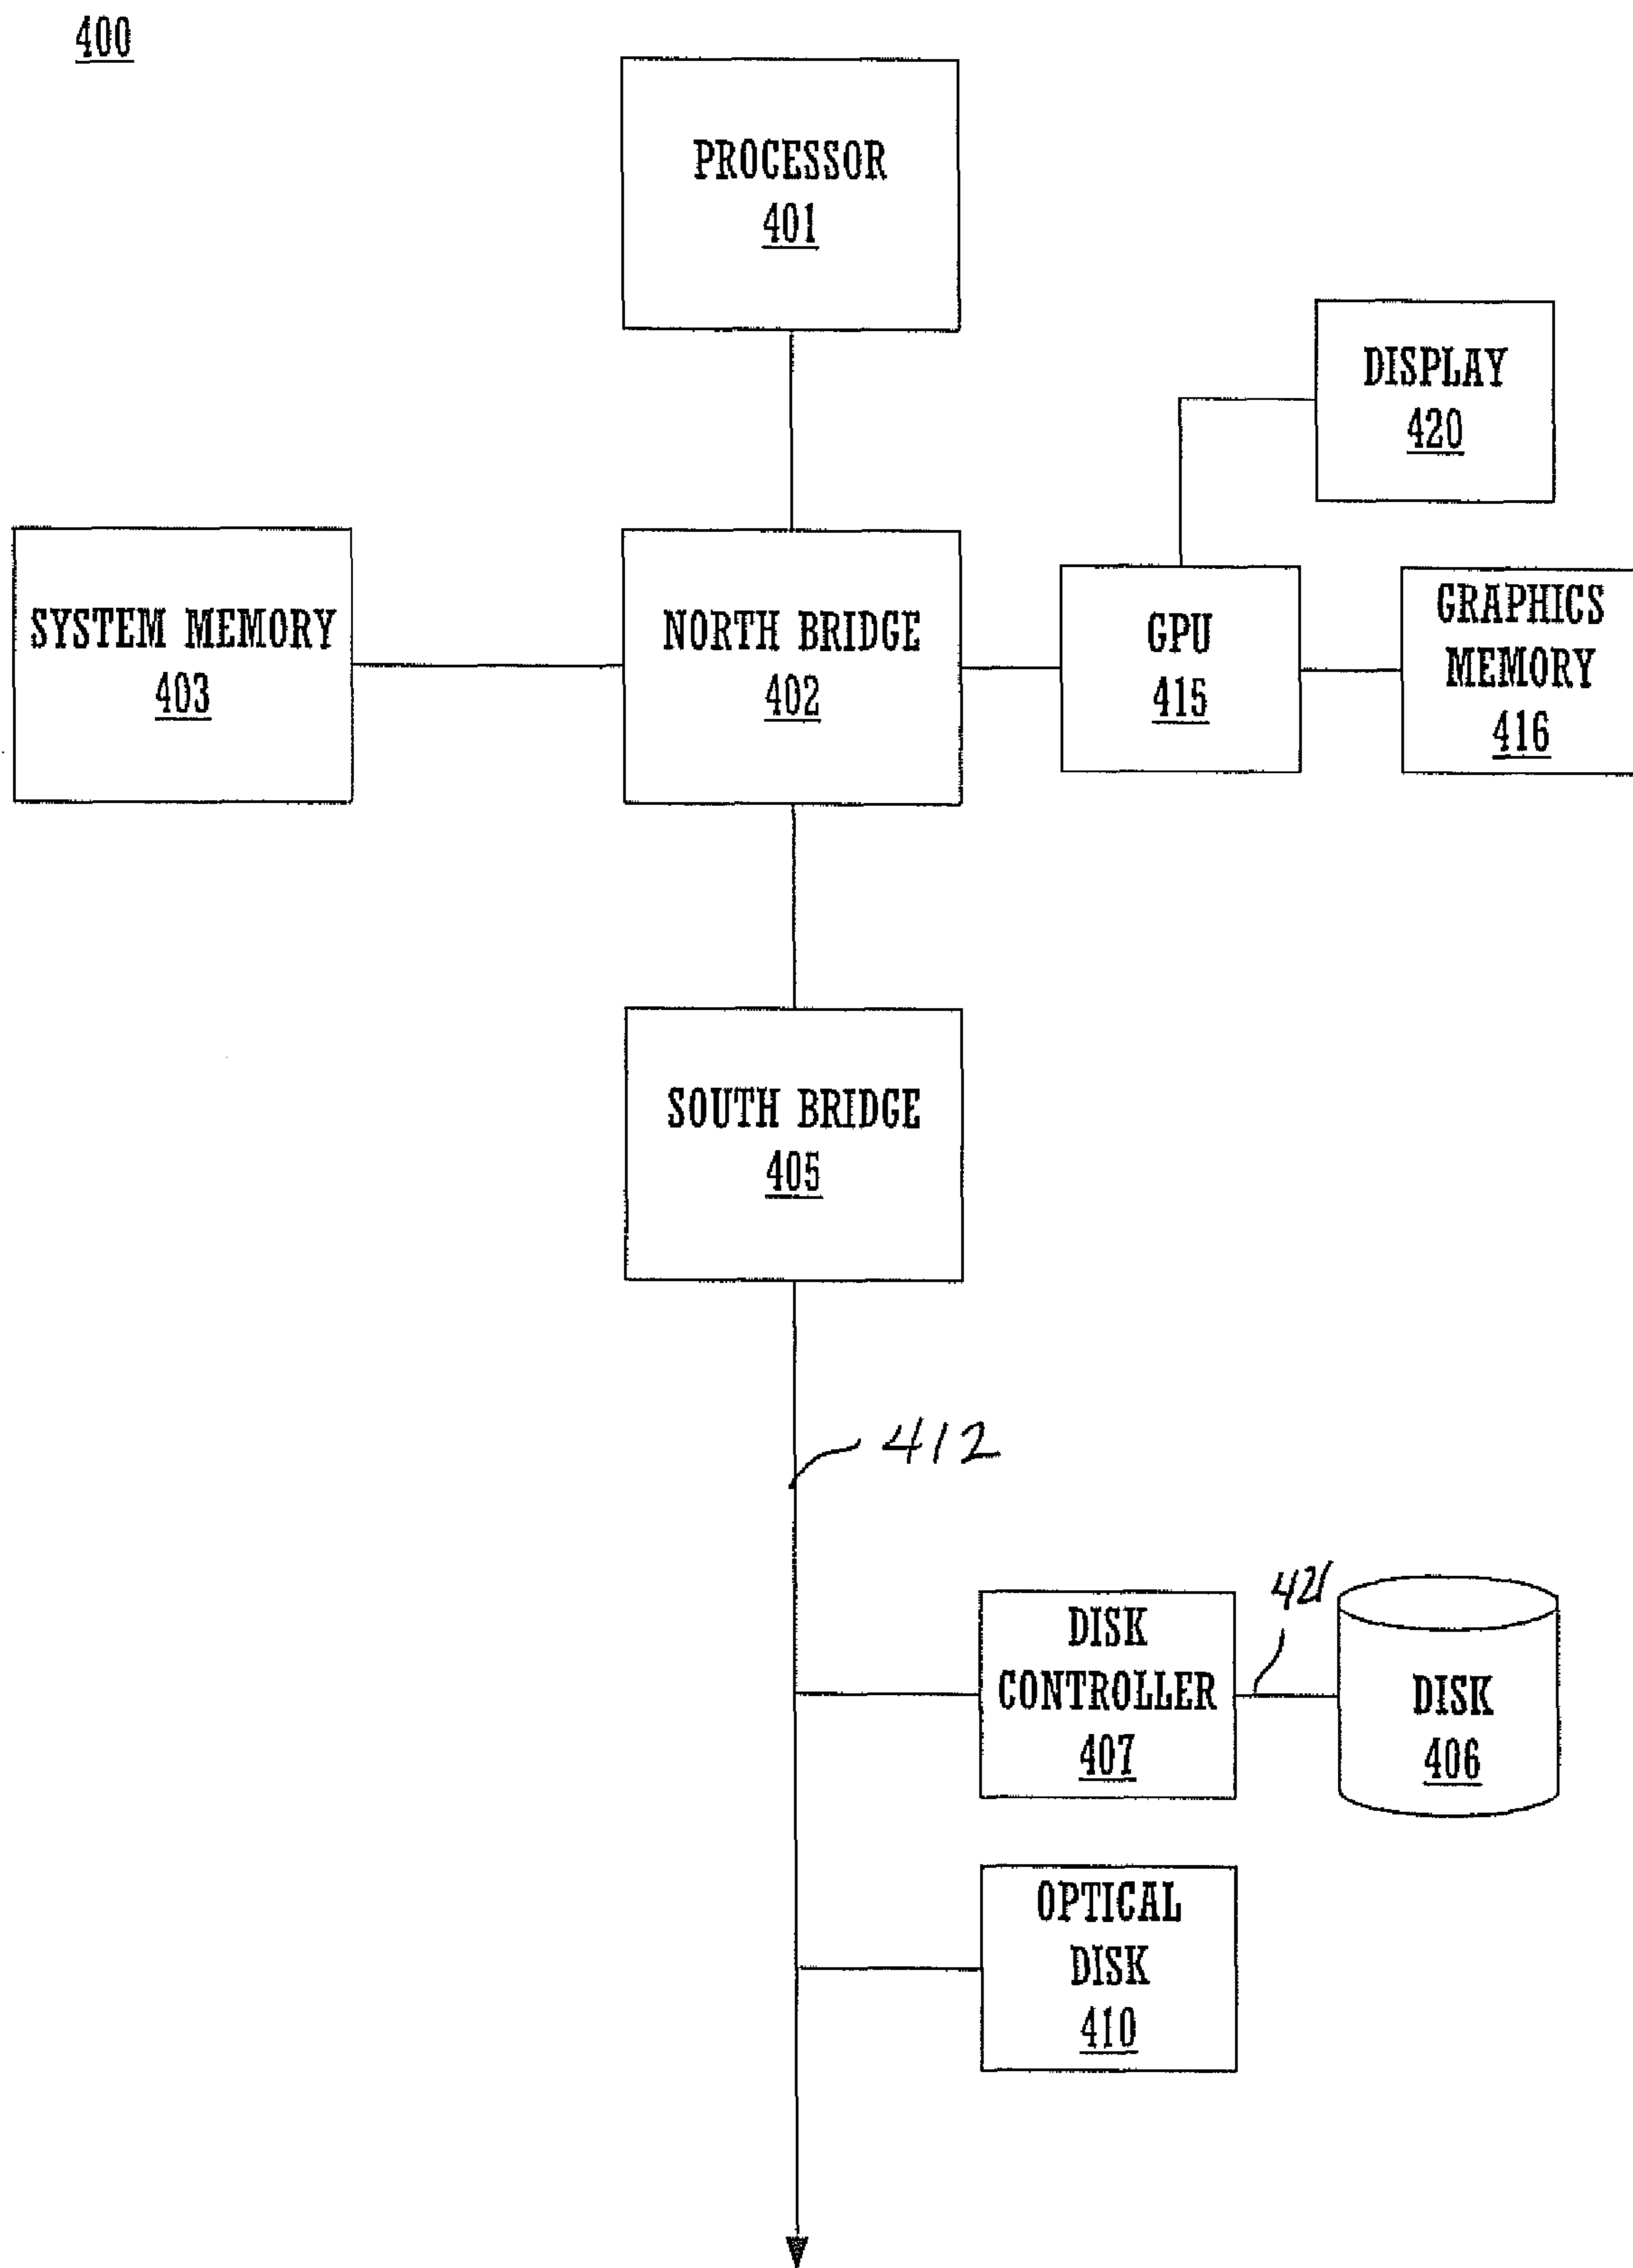 400
PROCESSOR
401
DISPLAY
420
SYSTEM MEMORY
403
NORTH BRIDGE
402
GPU
415
GRAPHICS
MEMORY
416
SOUTH BRIDGE
405
412
DISK
CONTROLLER
407
421
DISK
406
OPTICAL
DISK
410